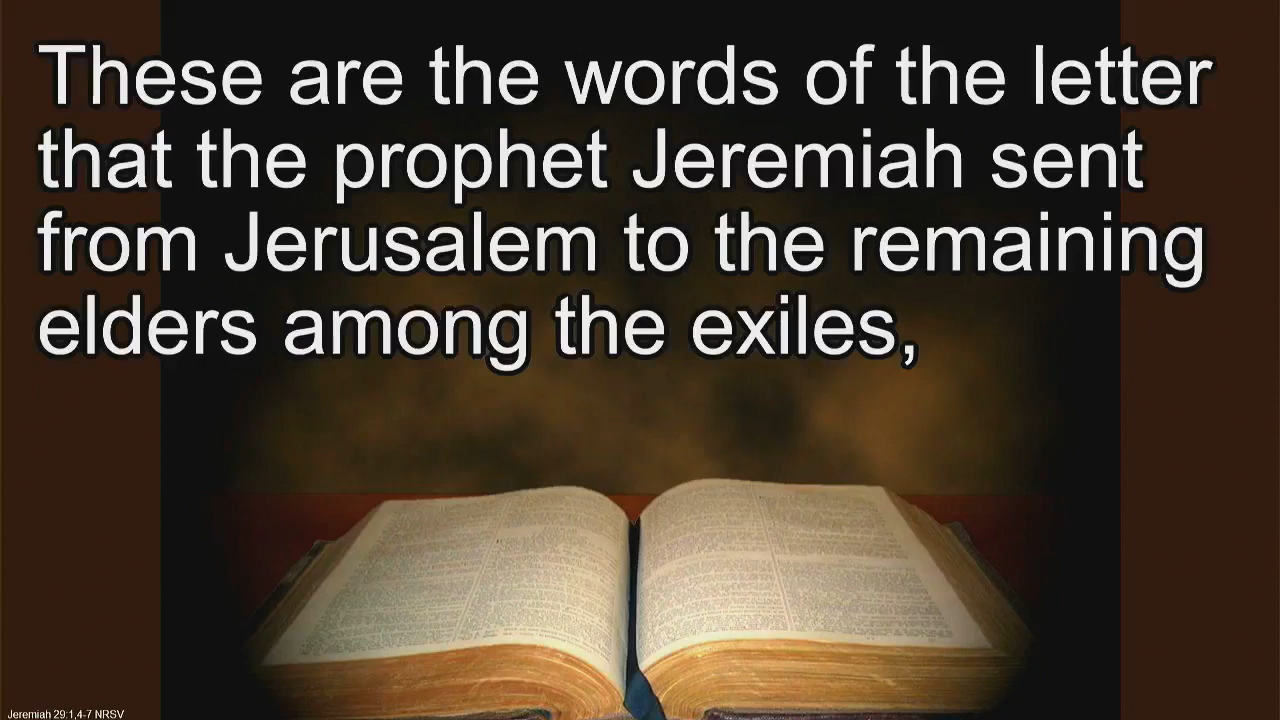 These are the words of the letter
that the prophet Jeremiah sent
from Jerusalem to the remaining
elders among the exiles,
Jeremiah 29:1,4-7 NRSV